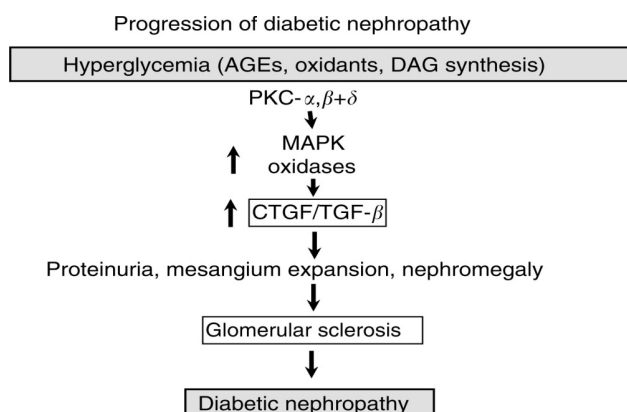 Progression of diabetic nephropathy
Hyperglycemia (AGEs, oxidants, DAG synthesis)
PKC-α,β+δ
MAPK
oxidases
CTGF/TGF-β
Proteinuria, mesangium expansion, nephromegaly
Glomerular sclerosis
Diabetic nephropathy